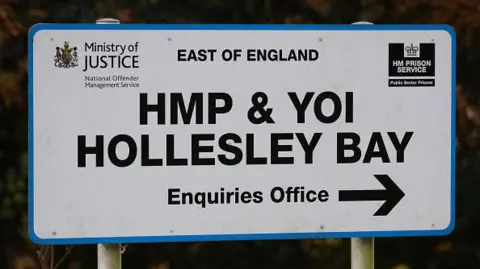 Ministry of
JUSTICE
National Offender
Management Service
EAST OF ENGLAND
HM PRISON
SERVICE
Public Sector Prisons
HMP & YOI
HOLLESLEY BAY
Enquiries Office